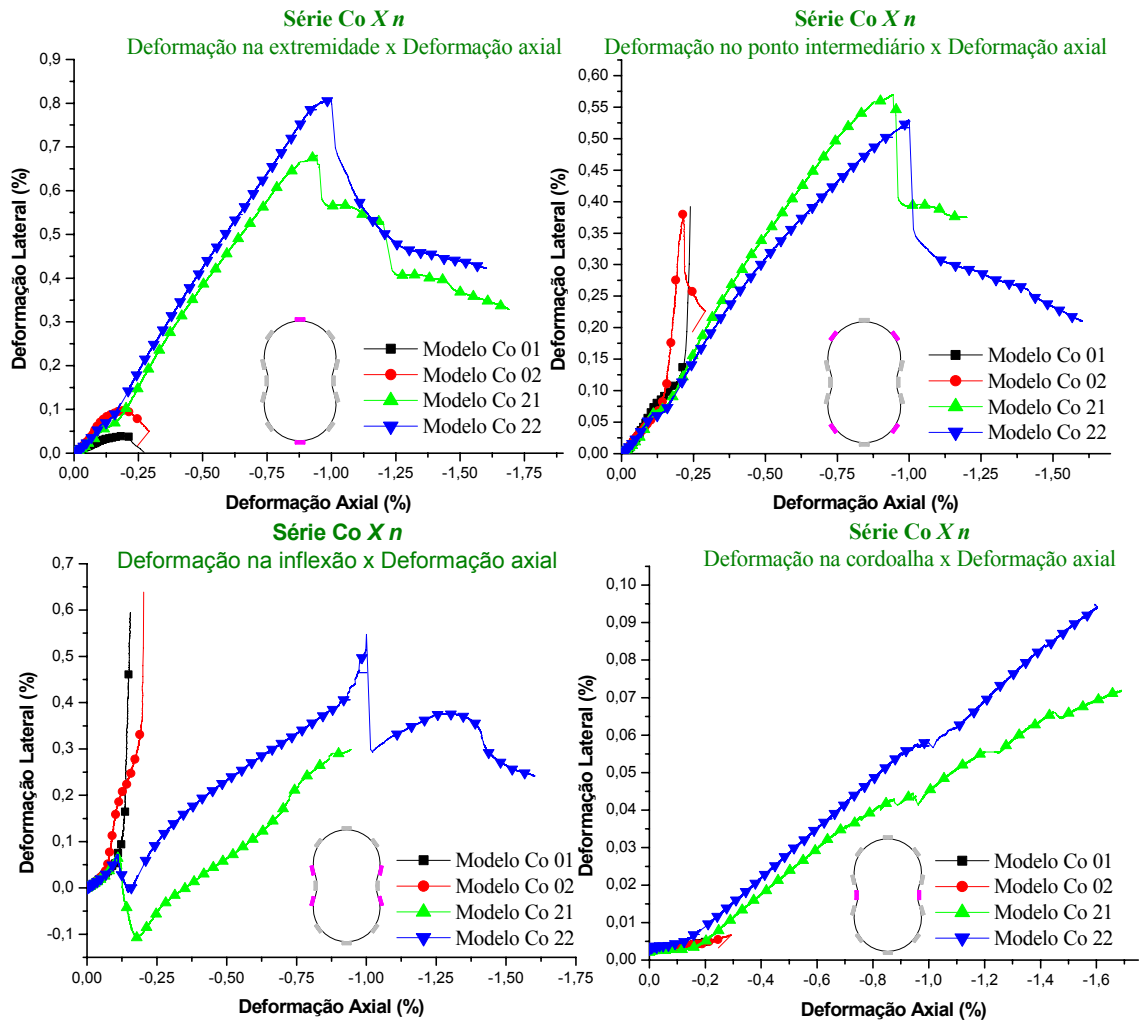 Série Co X n
Deformação na extremidade x Deformação axial
0,9
0,8
0,7
0,6
0,5
0,4
0,3
0,2
0,1
0,0
Deformação Lateral (%)
Modelo Co 01
Modelo Co 02
Modelo Co 21
Modelo Co 22
0,00 -0,25 -0,50 -0,75 -1,00 -1,25 -1,50 -1,75
Deformação Axial (%)
Série Co X n
Deformação no ponto intermediário x Deformação axial
0,60
0,55
0,50
0,45
0,40
0,35
0,30
0,25
0,20
0,15
0,10
0,05
0,00
Deformação Lateral (%)
Modelo Co 01
Modelo Co 02
Modelo Co 21
Modelo Co 22
0,00 -0,25 -0,50 -0,75 -1,00 -1,25 -1,50
Deformação Axial (%)
Série Co X n
Deformação na inflexão x Deformação axial
0,7
0,6
0,5
0,4
0,3
0,2
0,1
0,0
-0,1
Deformação Lateral (%)
Modelo Co 01
Modelo Co 02
Modelo Co 21
Modelo Co 22
0,00 -0,25 -0,50 -0,75 -1,00 -1,25 -1,50 -1,75
Deformação Axial (%)
Série Co X n
Deformação na cordoalha x Deformação axial
0,10
0,09
0,08
0,07
0,06
0,05
0,04
0,03
0,02
0,01
0,00
Deformação Lateral (%)
Modelo Co 01
Modelo Co 02
Modelo Co 21
Modelo Co 22
0,0 -0,2 -0,4 -0,6 -0,8 -1,0 -1,2 -1,4 -1,6
Deformação Axial (%)